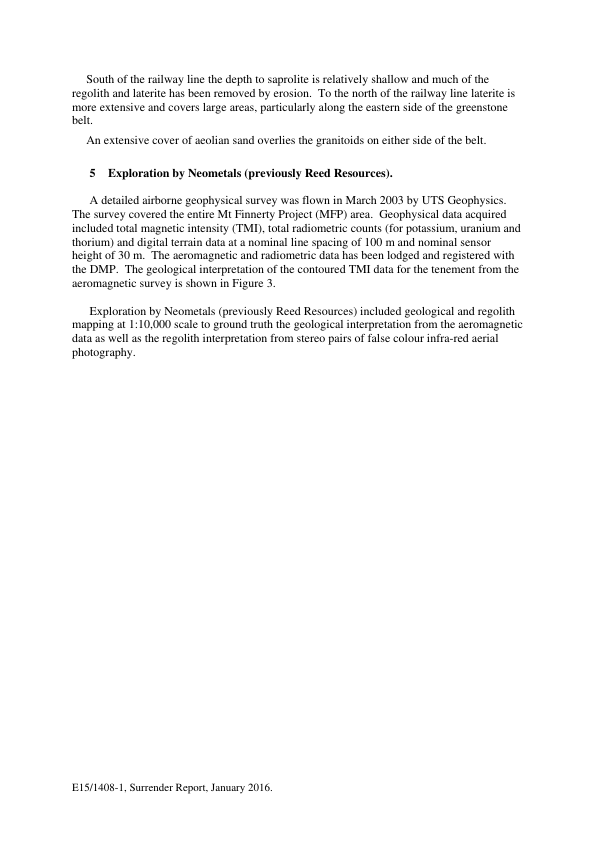 South of the railway line the depth to saprolite is relatively shallow and much of the
regolith and laterite has been removed by erosion.  To the north of the railway line laterite is
more extensive and covers large areas, particularly along the eastern side of the greenstone
belt.
An extensive cover of aeolian sand overlies the granitoids on either side of the belt.
5    Exploration by Neometals (previously Reed Resources).
A detailed airborne geophysical survey was flown in March 2003 by UTS Geophysics.
The survey covered the entire Mt Finnerty Project (MFP) area.  Geophysical data acquired
included total magnetic intensity (TMI), total radiometric counts (for potassium, uranium and
thorium) and digital terrain data at a nominal line spacing of 100 m and nominal sensor
height of 30 m.  The aeromagnetic and radiometric data has been lodged and registered with
the DMP.  The geological interpretation of the contoured TMI data for the tenement from the
aeromagnetic survey is shown in Figure 3.
Exploration by Neometals (previously Reed Resources) included geological and regolith
mapping at 1:10,000 scale to ground truth the geological interpretation from the aeromagnetic
data as well as the regolith interpretation from stereo pairs of false colour infra-red aerial
photography.
E15/1408-1, Surrender Report, January 2016.